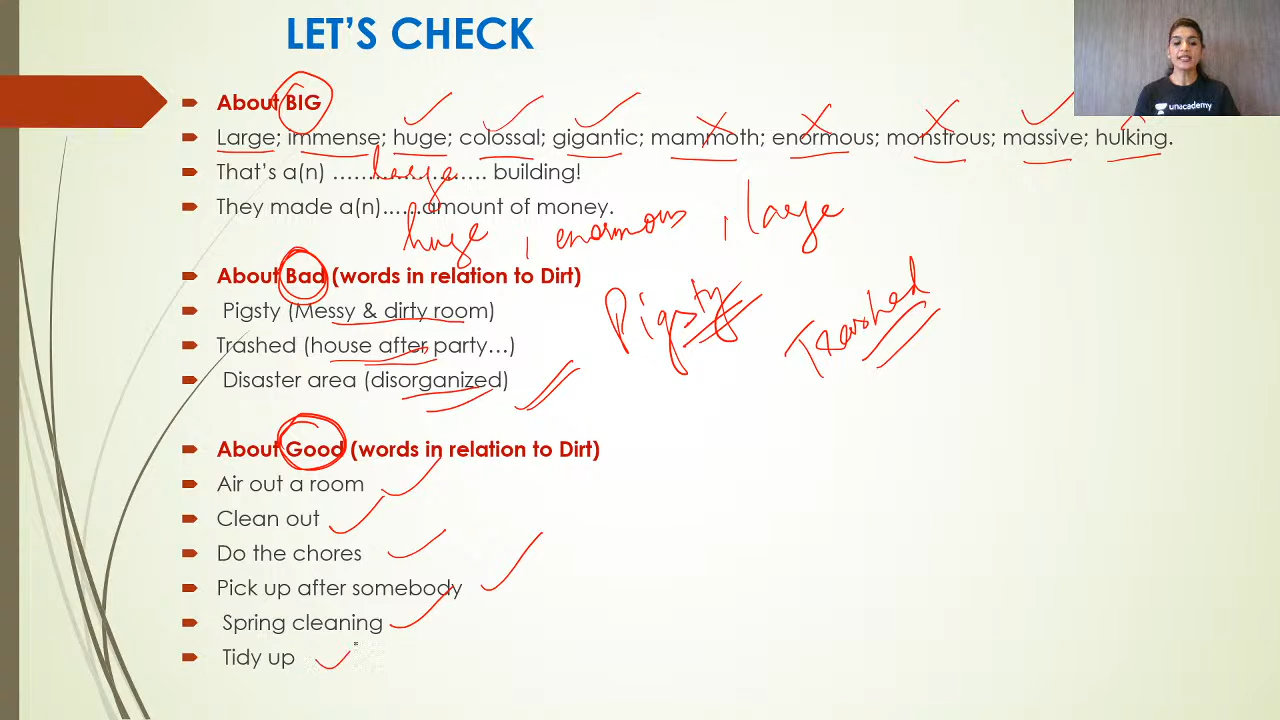 LET'S CHECK
unacademy
About BIG
Large; immense; huge; colossal; gigantic; mammoth; enormous; monstrous; massive; hulking.
That's a(n) ………………….. building!
huge
They made a(n)......amount of money.
huge , enormous , large
About Bad (words in relation to Dirt)
Pigsty (Messy & dirty room)
Pigsty
Trashed (house after party…)
Trashed
Disaster area (disorganized)
About Good (words in relation to Dirt)
Air out a room
Clean out
Do the chores
Pick up after somebody
Spring cleaning
Tidy up